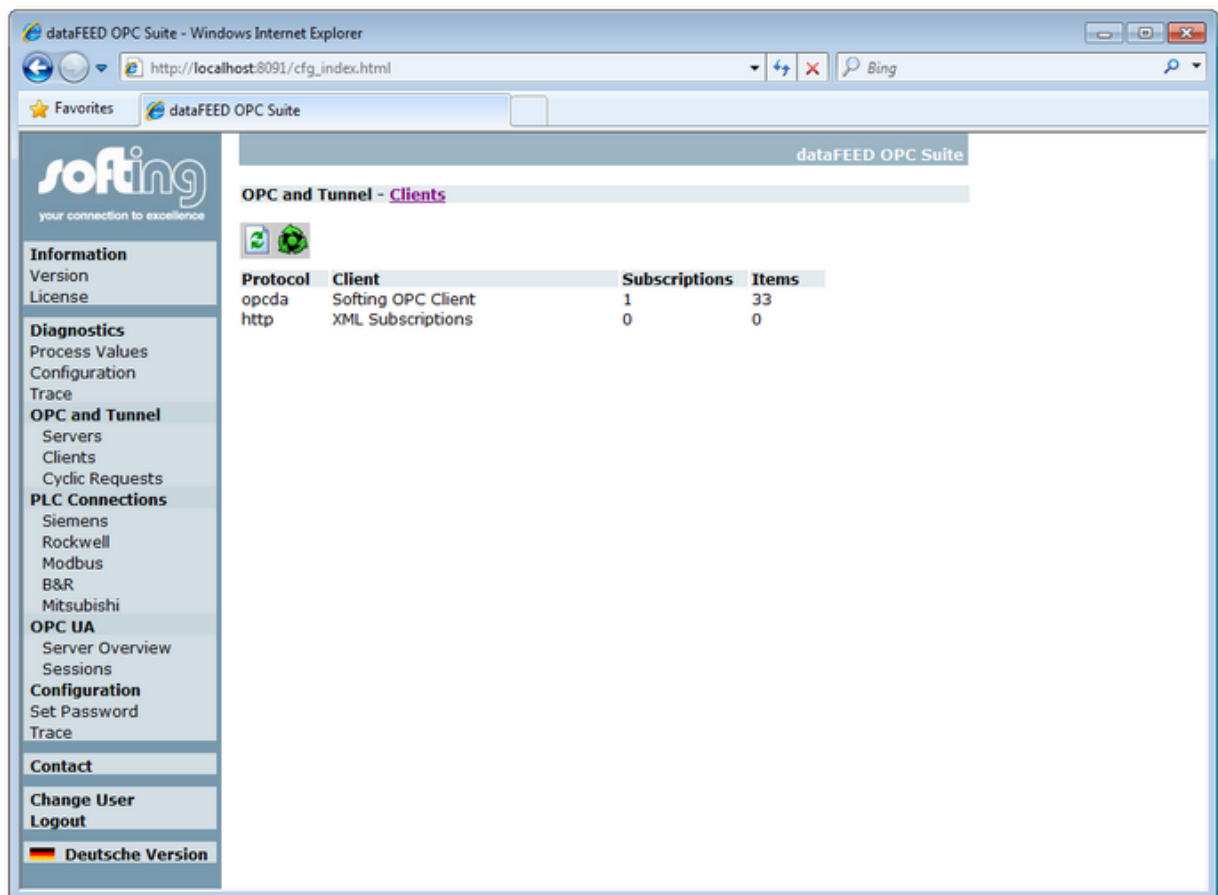 dataFEED OPC Suite - Windows Internet Explorer
http://localhost:8091/cfg_index.html
Bing
Favorites
dataFEED OPC Suite
softing
your connection to excellence
Information
Version
License
Diagnostics
Process Values
Configuration
Trace
OPC and Tunnel
Servers
Clients
Cyclic Requests
PLC Connections
Siemens
Rockwell
Modbus
B&R
Mitsubishi
OPC UA
Server Overview
Sessions
Configuration
Set Password
Trace
Contact
Change User
Logout
Deutsche Version
dataFEED OPC Suite
OPC and Tunnel - Clients
Protocol Client Subscriptions Items
opcda Softing OPC Client 1 33
http XML Subscriptions 0 0